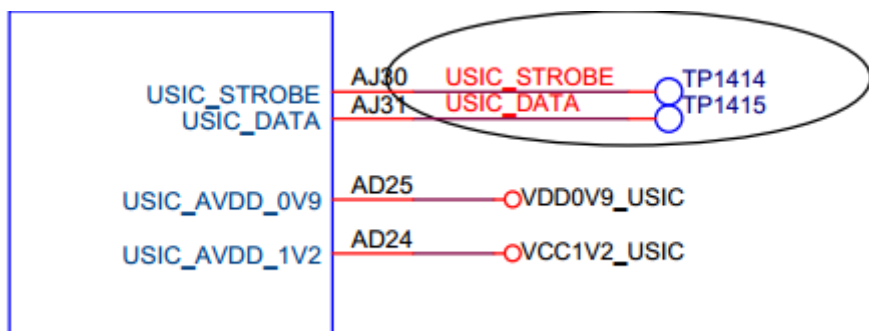 USIC_STROBE AJ30 USIC_STROBE TP1414
USIC_DATA AJ31 USIC_DATA TP1415
USIC_AVDD_0V9 AD25 VDD0V9_USIC
USIC_AVDD_1V2 AD24 VCC1V2_USIC